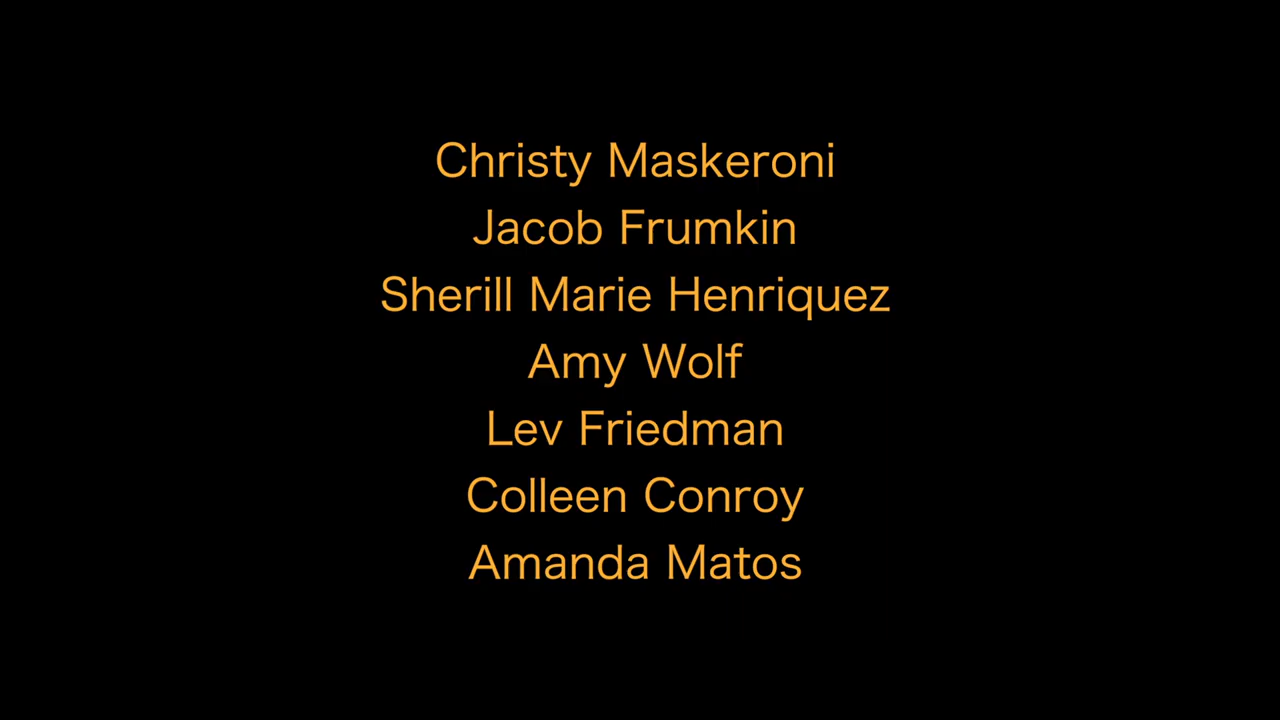 Christy Maskeroni
Jacob Frumkin
Sherill Marie Henriquez
Amy Wolf
Lev Friedman
Colleen Conroy
Amanda Matos